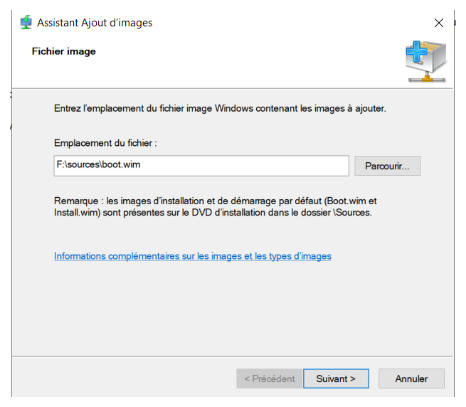 Assistant Ajout d'images
Fichier image
Entrez l'emplacement du fichier image Windows contenant les images à ajouter.
Emplacement du fichier :
F:\sources\boot.wim
Parcourir...
Remarque : les images d'installation et de démarrage par défaut (Boot.wim et
Install.wim) sont présentes sur le DVD d'installation dans le dossier \Sources.
Informations complémentaires sur les images et les types d'images
< Précédent Suivant > Annuler